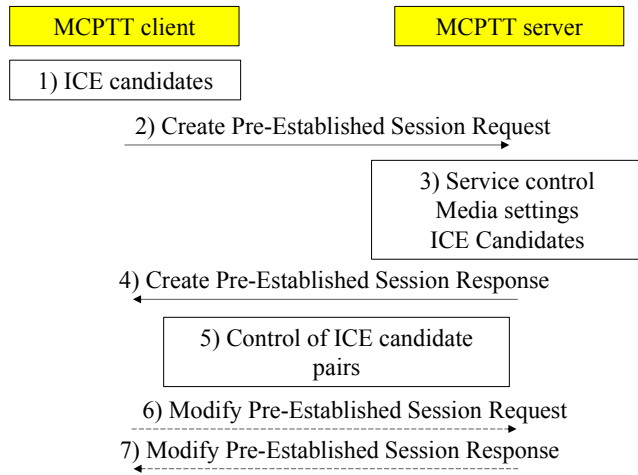 MCPTT client
MCPTT server
1) ICE candidates
2) Create Pre-Established Session Request
3) Service control
Media settings
ICE Candidates
4) Create Pre-Established Session Response
5) Control of ICE candidate
pairs
6) Modify Pre-Established Session Request
7) Modify Pre-Established Session Response